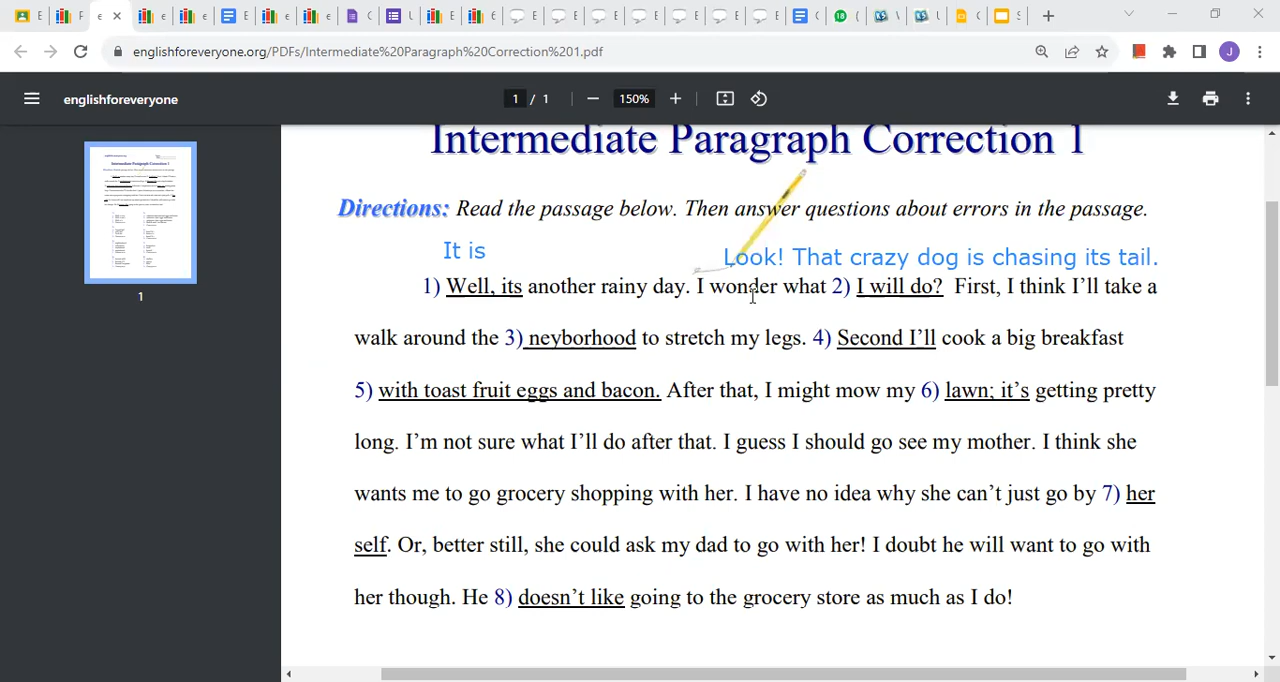 englishforeveryone.org/PDFs/Intermediate%20Paragraph%20Correction%201.pdf
englishforeveryone
1 / 1
150%
1
Intermediate Paragraph Correction 1
Directions: Read the passage below. Then answer questions about errors in the passage.
It is
Look! That crazy dog is chasing its tail.
1) Well, its another rainy day. I wonder what 2) I will do? First, I think I’ll take a
walk around the 3) neyborhood to stretch my legs. 4) Second I’ll cook a big breakfast
5) with toast fruit eggs and bacon. After that, I might mow my 6) lawn; it’s getting pretty
long. I’m not sure what I’ll do after that. I guess I should go see my mother. I think she
wants me to go grocery shopping with her. I have no idea why she can’t just go by 7) her
self. Or, better still, she could ask my dad to go with her! I doubt he will want to go with
her though. He 8) doesn’t like going to the grocery store as much as I do!